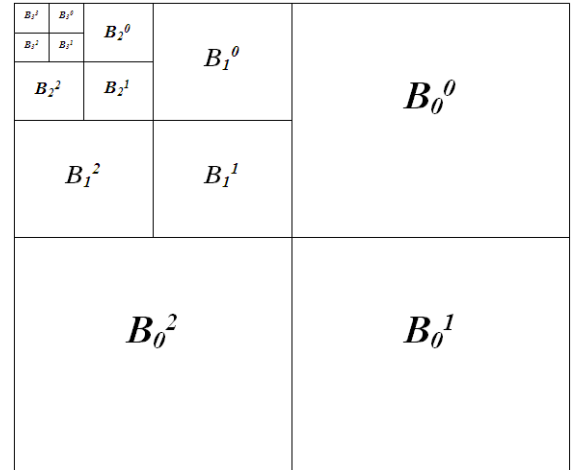 B₃³ B₃⁰
B₂⁰
B₃² B₃¹
B₁⁰
B₀⁰
B₂² B₂¹
B₁² B₁¹
B₀² B₀¹